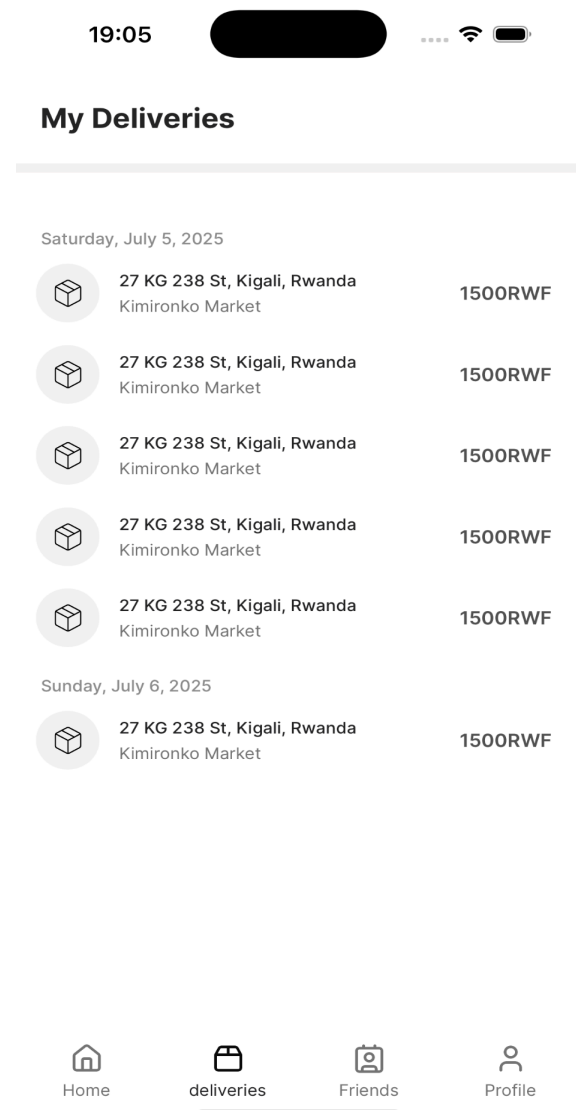 19:05
My Deliveries
Saturday, July 5, 2025
27 KG 238 St, Kigali, Rwanda
Kimironko Market
1500RWF
27 KG 238 St, Kigali, Rwanda
Kimironko Market
1500RWF
27 KG 238 St, Kigali, Rwanda
Kimironko Market
1500RWF
27 KG 238 St, Kigali, Rwanda
Kimironko Market
1500RWF
27 KG 238 St, Kigali, Rwanda
Kimironko Market
1500RWF
Sunday, July 6, 2025
27 KG 238 St, Kigali, Rwanda
Kimironko Market
1500RWF
Home
deliveries
Friends
Profile